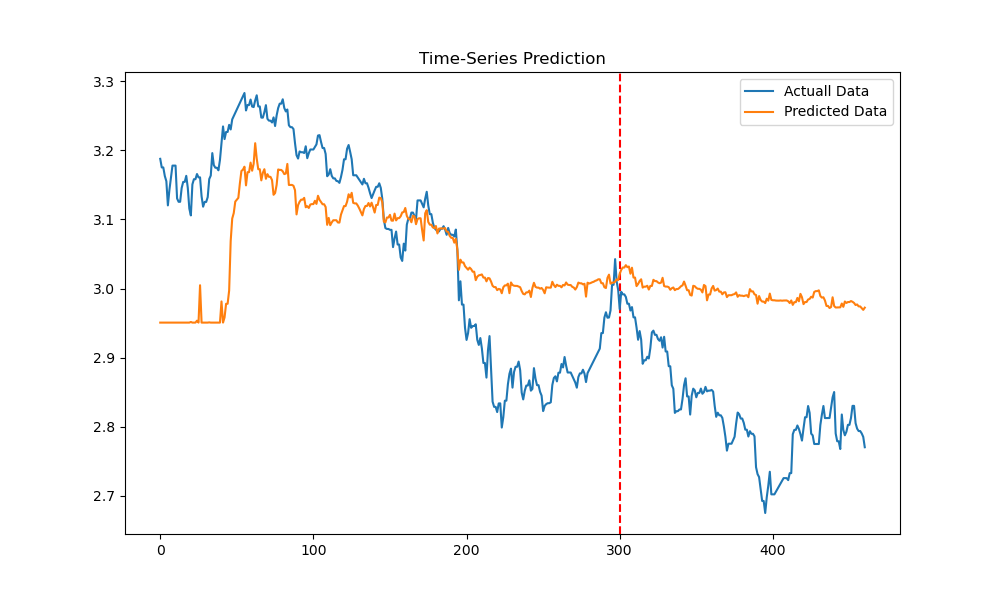 Time-Series Prediction
Actuall Data
Predicted Data
3.3
3.2
3.1
3.0
2.9
2.8
2.7
0 100 200 300 400